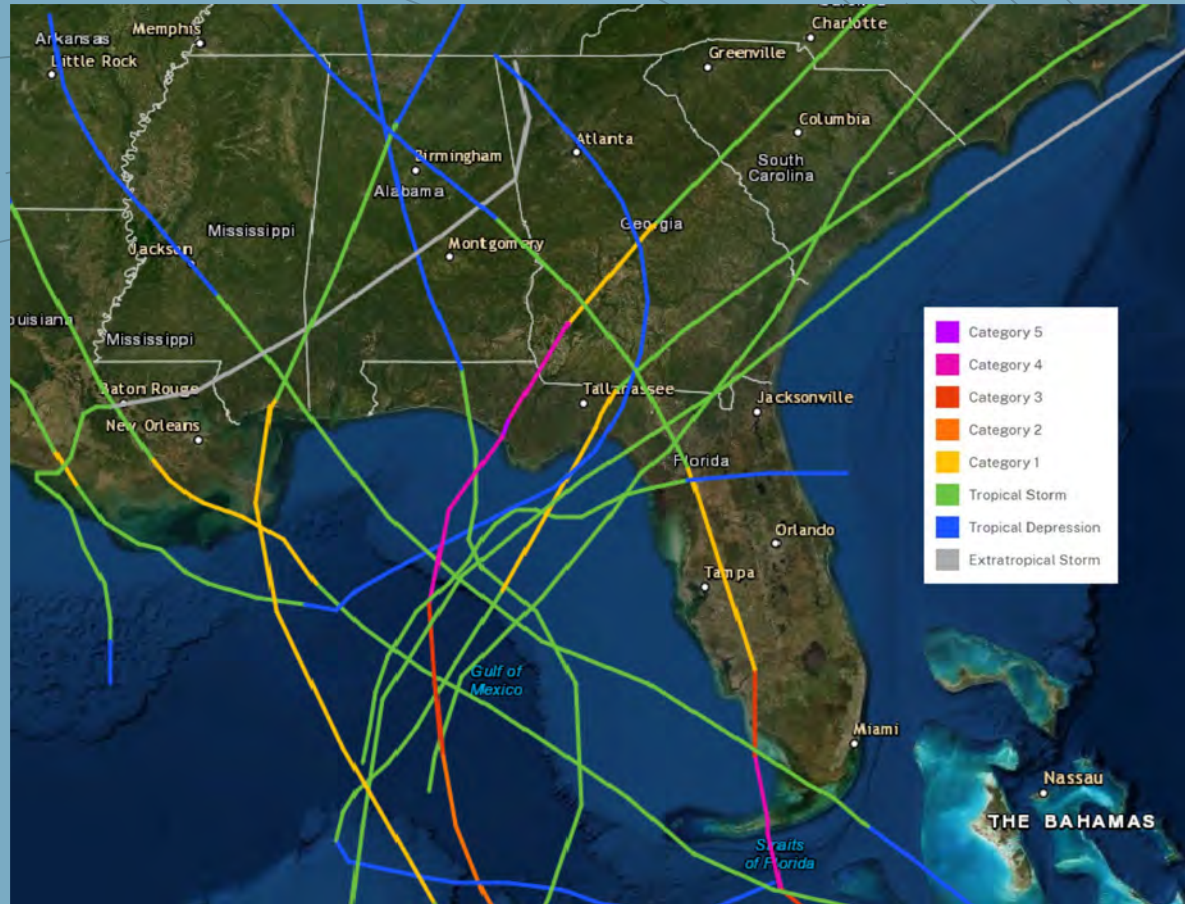 Carolina
Charlotte
Memphis
Arkansas
Little Rock
Greenville
Columbia
Atlanta
Birmingham
South
Carolina
Alabama
Georgia
Mississippi
Montgomery
Jackson
ouisiana
Mississippi
Baton Rouge
Tallahassee
Jacksonville
New Orleans
Florida
Orlando
Tampa
Gulf of
Mexico
Miami
Nassau
THE BAHAMAS
Straits
of Florida
Category 5
Category 4
Category 3
Category 2
Category 1
Tropical Storm
Tropical Depression
Extratropical Storm